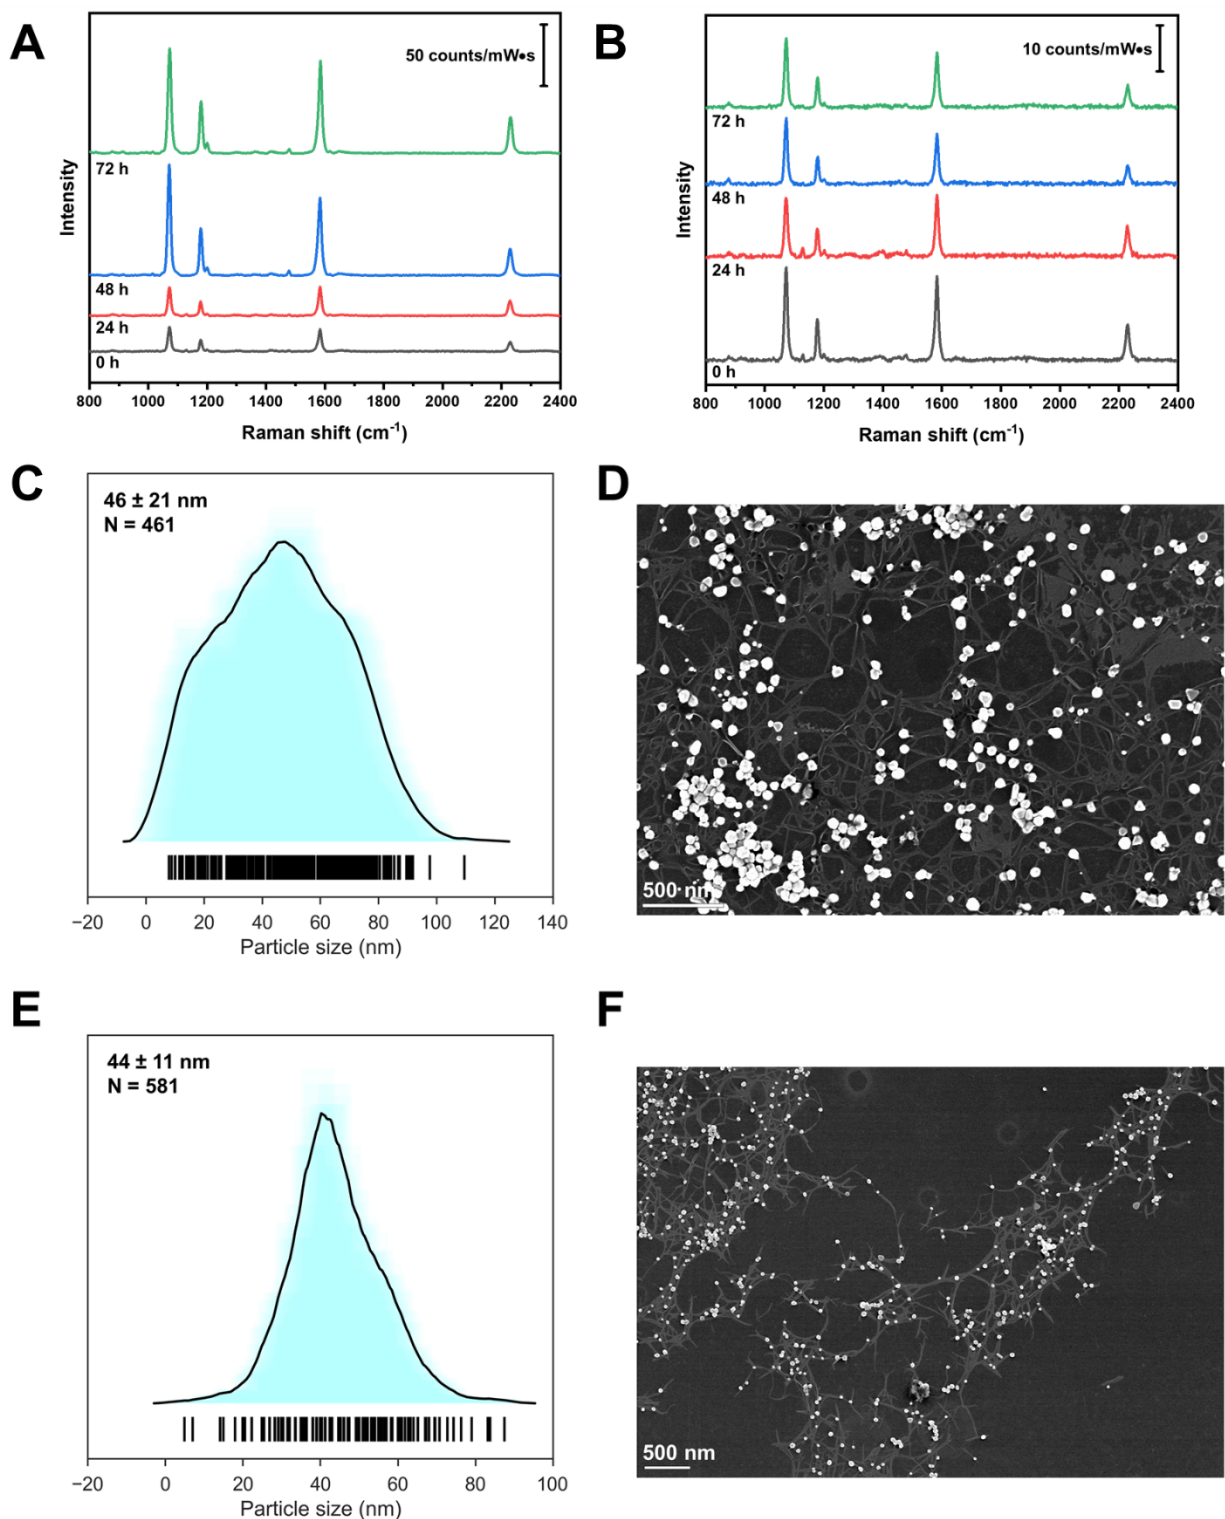 A
50 counts/mW•s
Intensity
72 h
48 h
24 h
0 h
800 1000 1200 1400 1600 1800 2000 2200 2400
Raman shift (cm⁻¹)
B
10 counts/mW•s
Intensity
72 h
48 h
24 h
0 h
800 1000 1200 1400 1600 1800 2000 2200 2400
Raman shift (cm⁻¹)
C
46 ± 21 nm
N = 461
−20 0 20 40 60 80 100 120 140
Particle size (nm)
D
500 nm
E
44 ± 11 nm
N = 581
−20 0 20 40 60 80 100
Particle size (nm)
F
500 nm